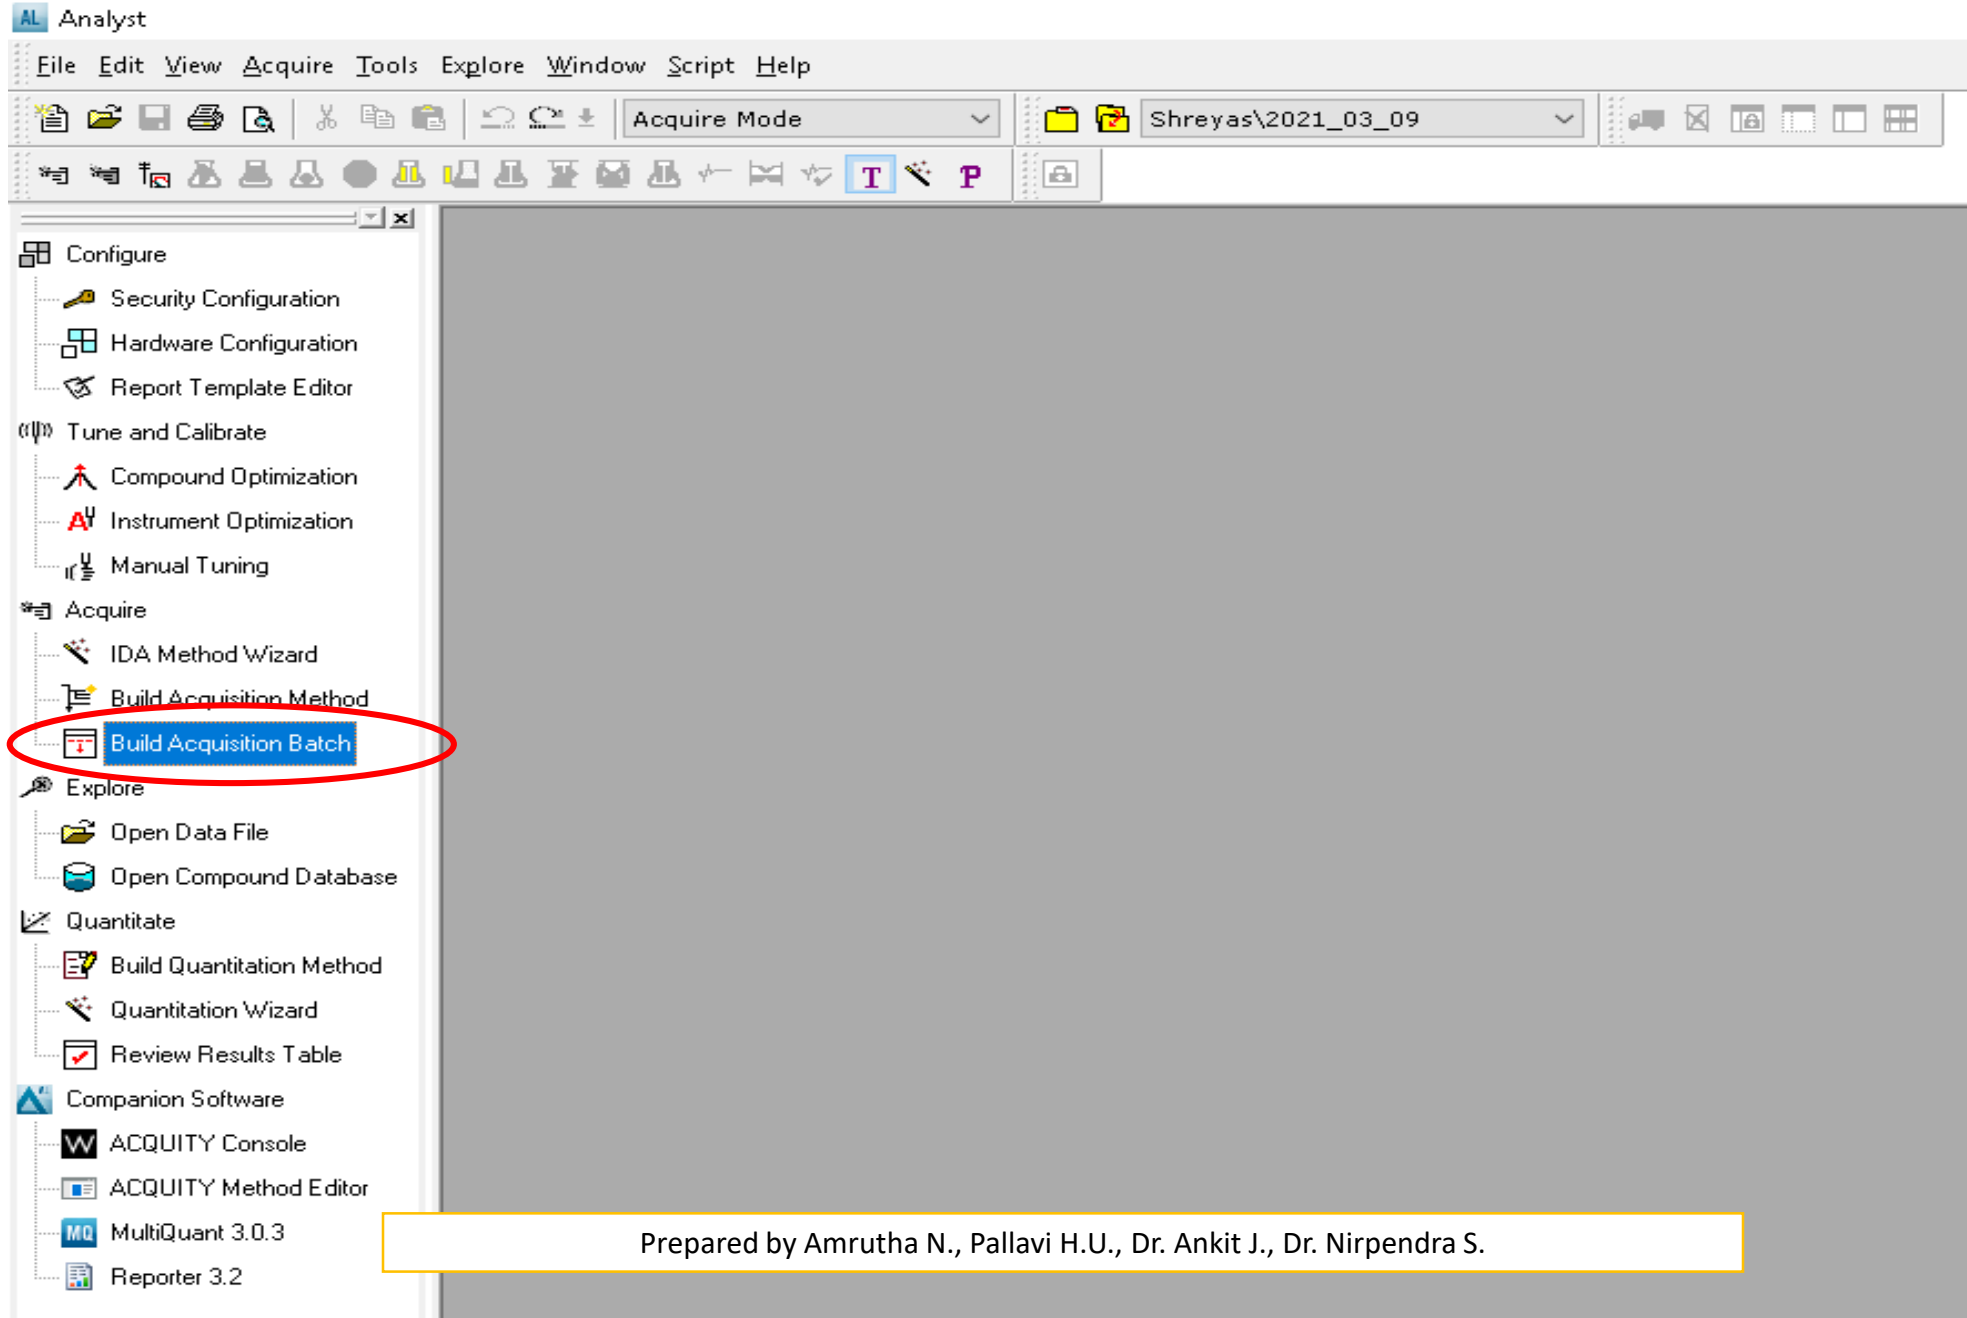 AL Analyst
File Edit View Acquire Tools Explore Window Script Help
Acquire Mode
Shreyas\2021_03_09
T P
Configure
Security Configuration
Hardware Configuration
Report Template Editor
Tune and Calibrate
Compound Optimization
Instrument Optimization
Manual Tuning
Acquire
IDA Method Wizard
Build Acquisition Method
Build Acquisition Batch
Explore
Open Data File
Open Compound Database
Quantitate
Build Quantitation Method
Quantitation Wizard
Review Results Table
Companion Software
W ACQUITY Console
ACQUITY Method Editor
MQ MultiQuant 3.0.3
Reporter 3.2
Prepared by Amrutha N., Pallavi H.U., Dr. Ankit J., Dr. Nirpendra S.